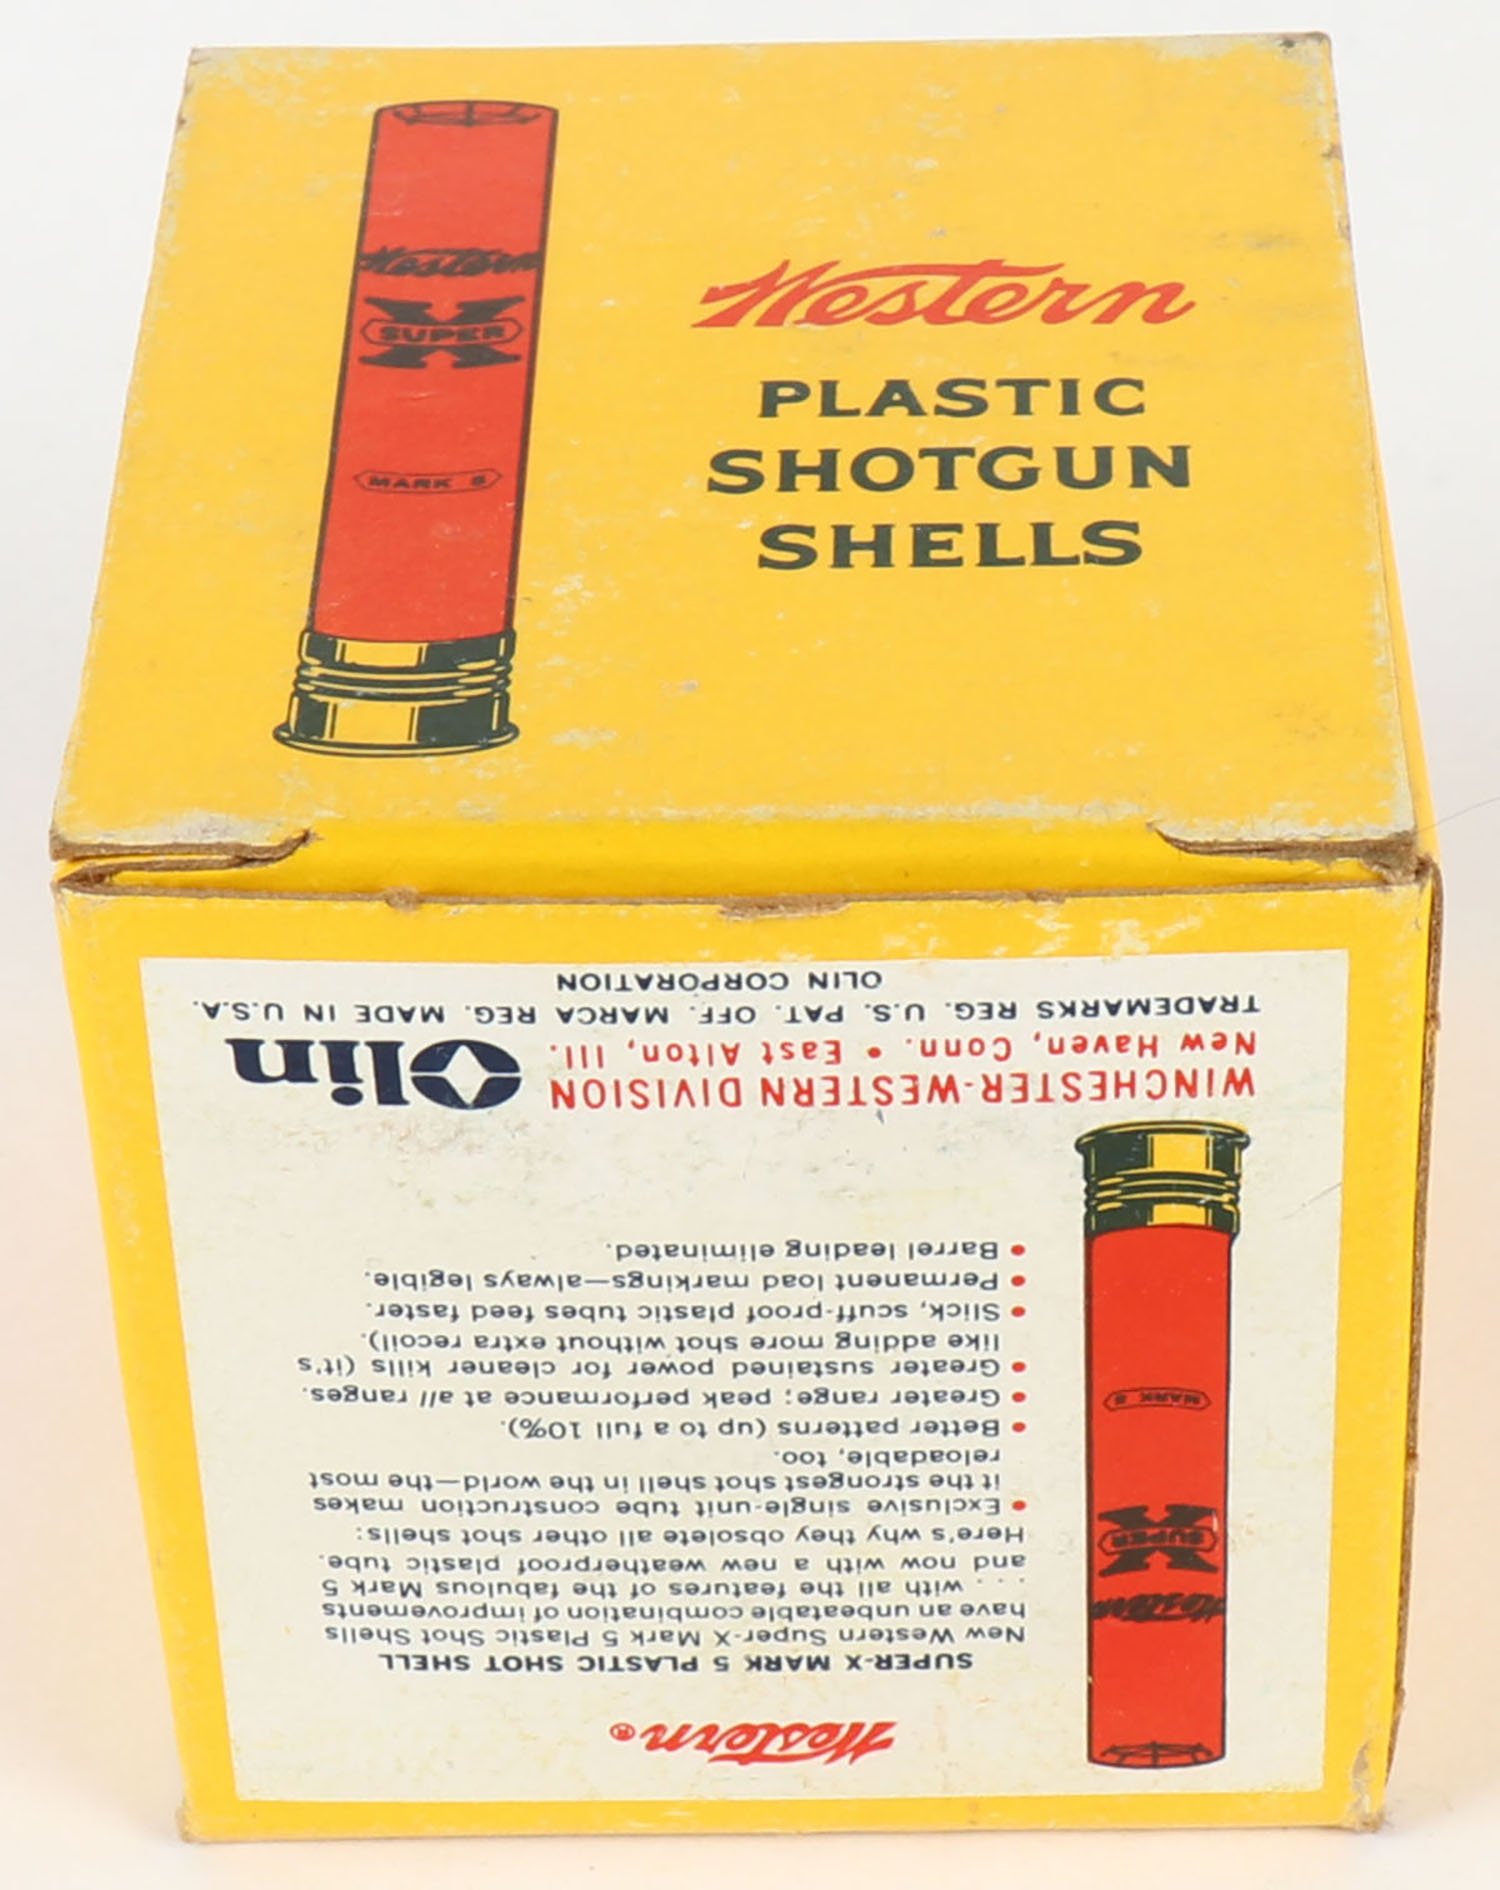 Western
SUPER X
MARK 5
Western
PLASTIC
SHOTGUN
SHELLS
Western®
SUPER-X MARK 5 PLASTIC SHOT SHELL
New Western Super-X Mark 5 Plastic Shot Shells
have an unbeatable combination of improvements
. . . with all the features of the fabulous Mark 5
and now with a new weatherproof plastic tube.
Here's why they obsolete all other shot shells:
• Exclusive single-unit tube construction makes
it the strongest shot shell in the world—the most
reloadable, too.
• Better patterns (up to a full 10%).
• Greater range; peak performance at all ranges.
• Greater sustained power for cleaner kills (it's
like adding more shot without extra recoil).
• Slick, scuff-proof plastic tubes feed faster.
• Permanent load markings—always legible.
• Barrel leading eliminated.
Western
SUPER X
MARK 5
WINCHESTER-WESTERN DIVISION
New Haven, Conn. • East Alton, Ill.
Olin
TRADEMARKS REG. U.S. PAT. OFF. MARCA REG. MADE IN U.S.A.
OLIN CORPORATION